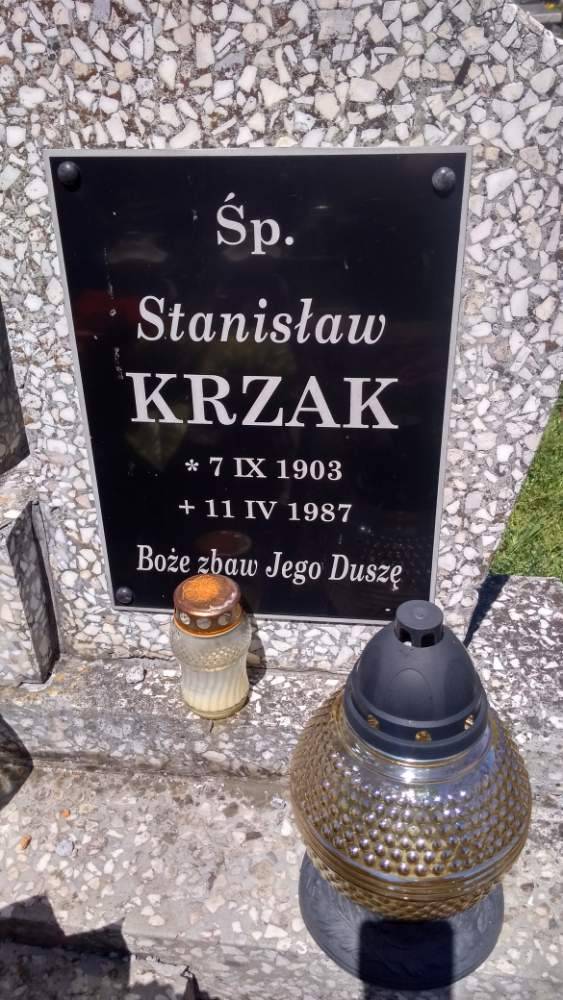 Śp.
Stanisław
KRZAK
* 7 IX 1903
+ 11 IV 1987
Boże zbaw Jego Duszę